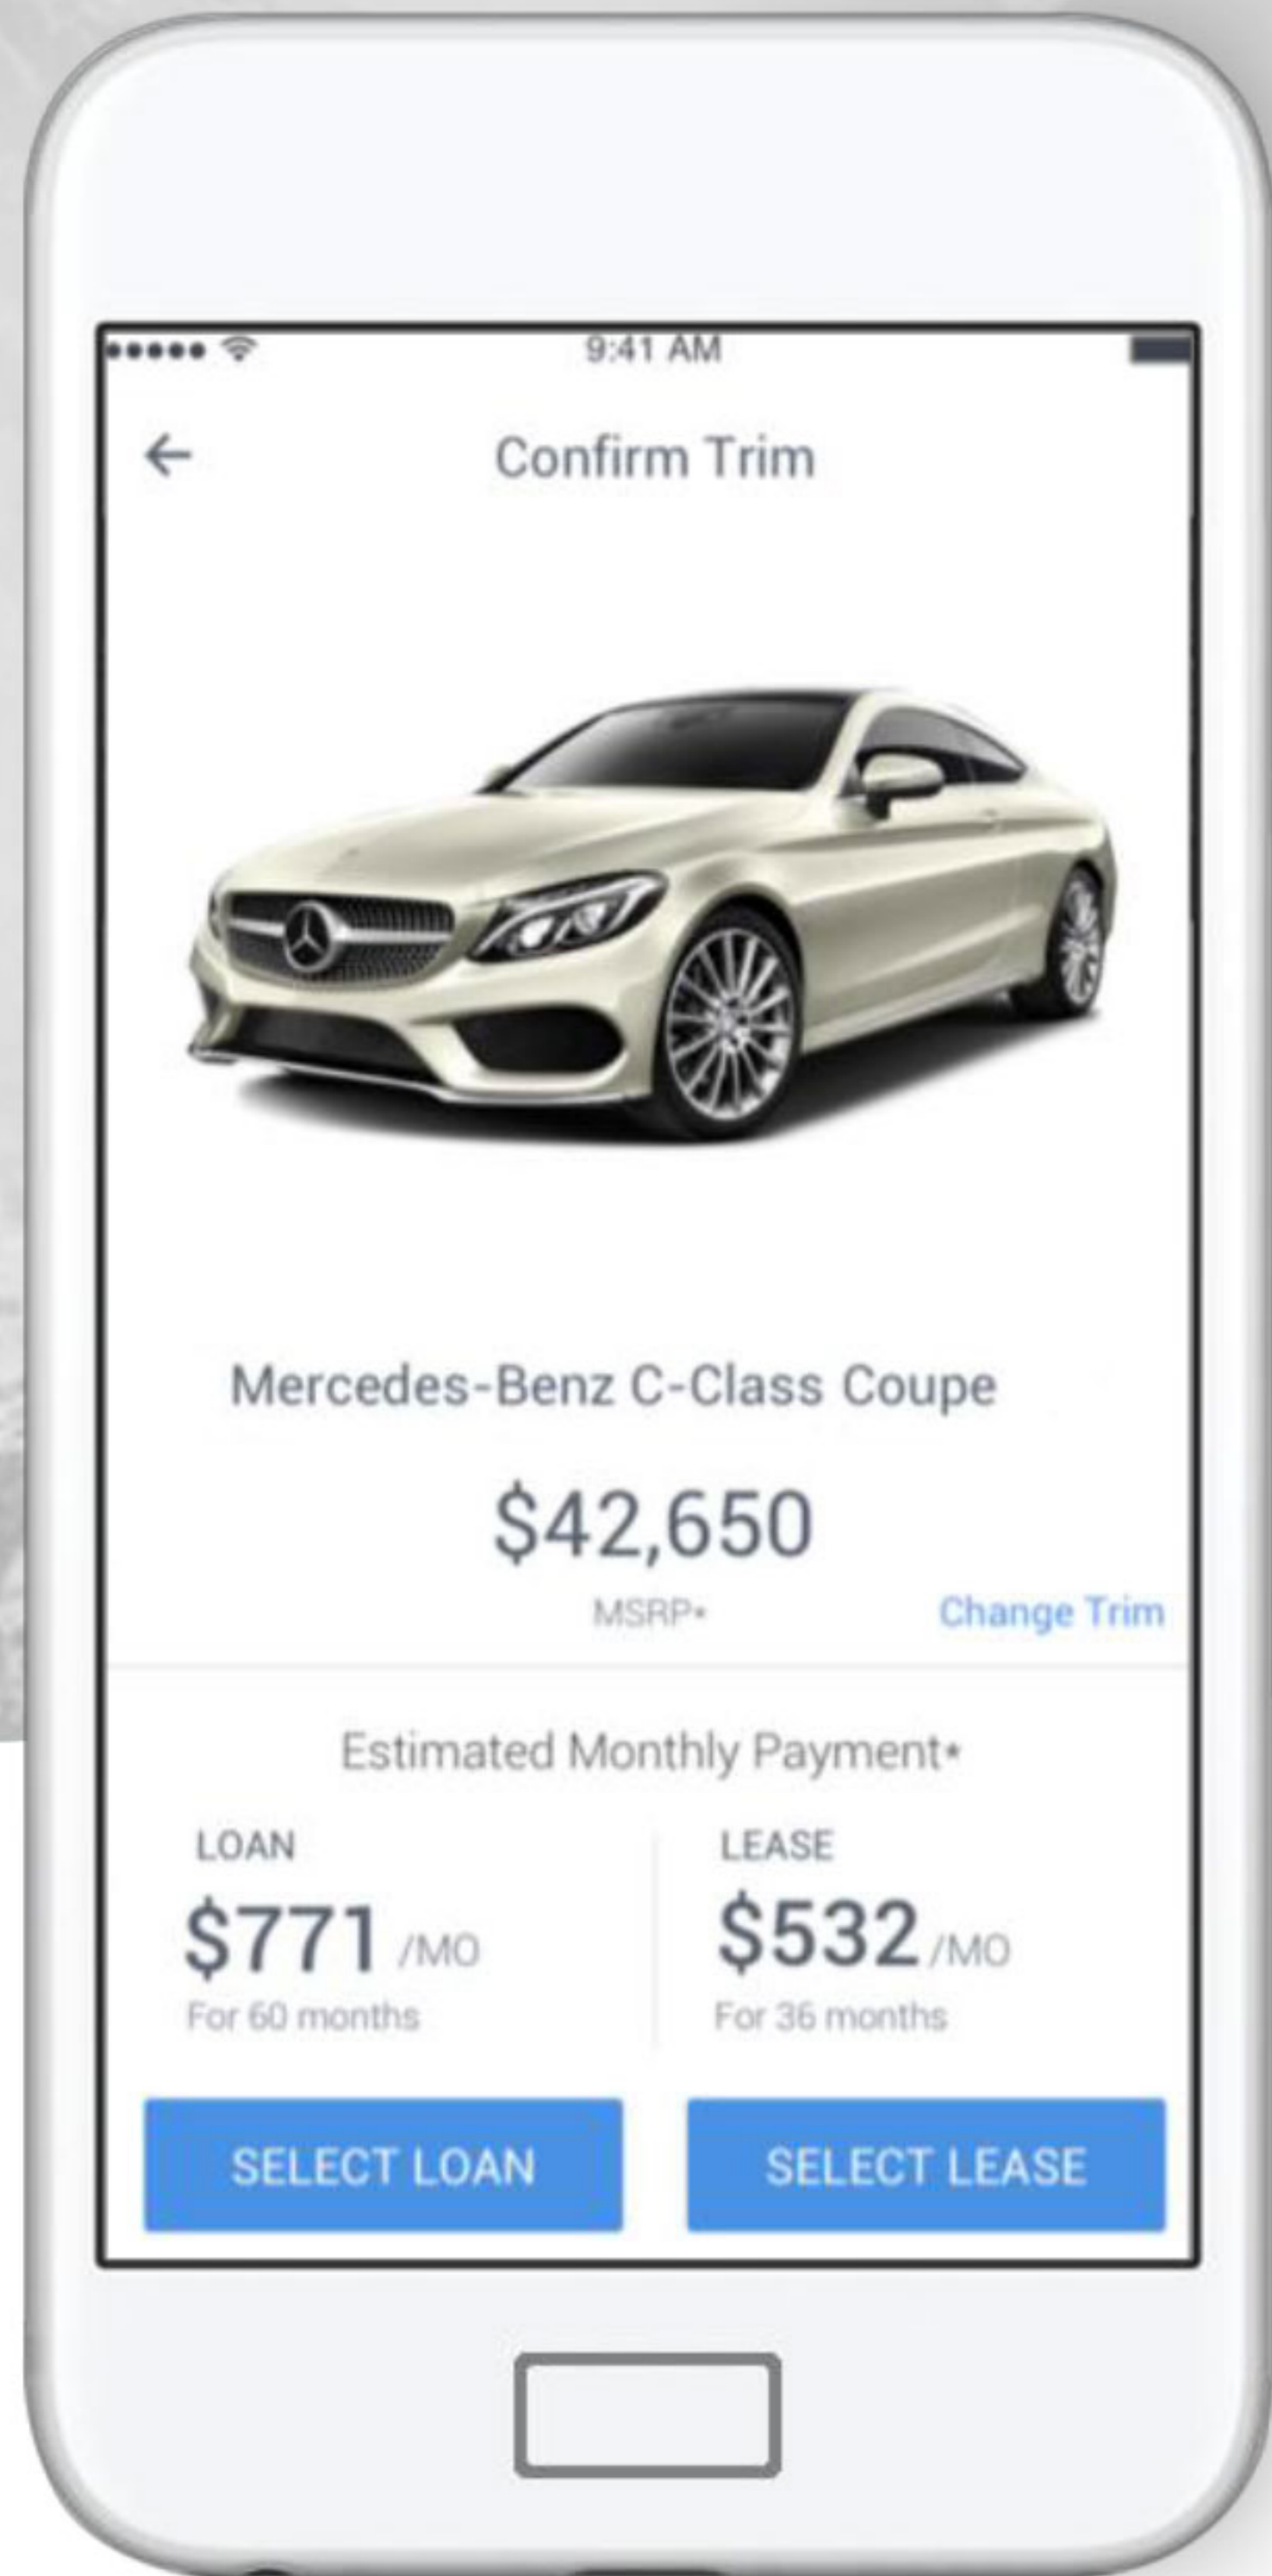 9:41 AM
Confirm Trim
Mercedes-Benz C-Class Coupe
$42,650
MSRP*
Change Trim
Estimated Monthly Payment*
LOAN
LEASE
$771 /MO
$532 /MO
For 60 months
For 36 months
SELECT LOAN
SELECT LEASE